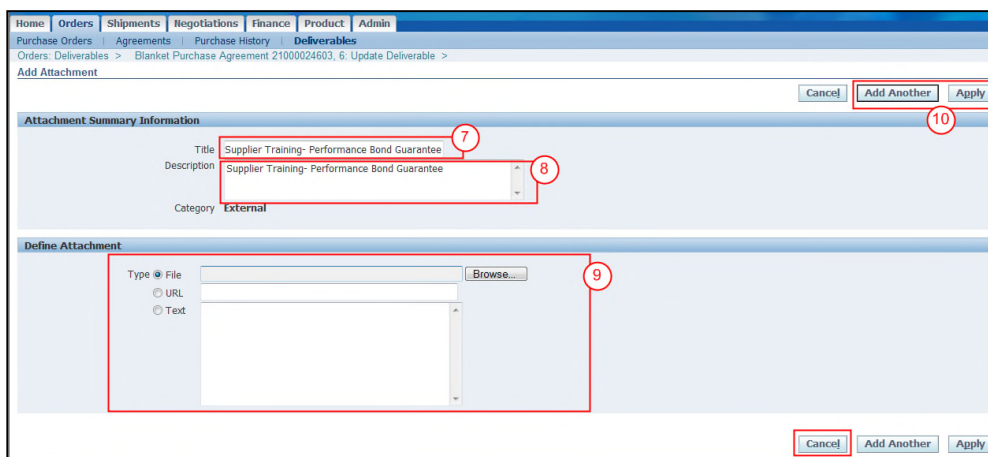 Home Orders Shipments Negotiations Finance Product Admin
Purchase Orders | Agreements | Purchase History | Deliverables
Orders: Deliverables > Blanket Purchase Agreement 21000024603, 6: Update Deliverable >
Add Attachment
Cancel Add Another Apply
10
Attachment Summary Information
7
Title Supplier Training- Performance Bond Guarantee
Description Supplier Training- Performance Bond Guarantee
8
Category External
Define Attachment
Type File Browse... 9
URL
Text
Cancel Add Another Apply